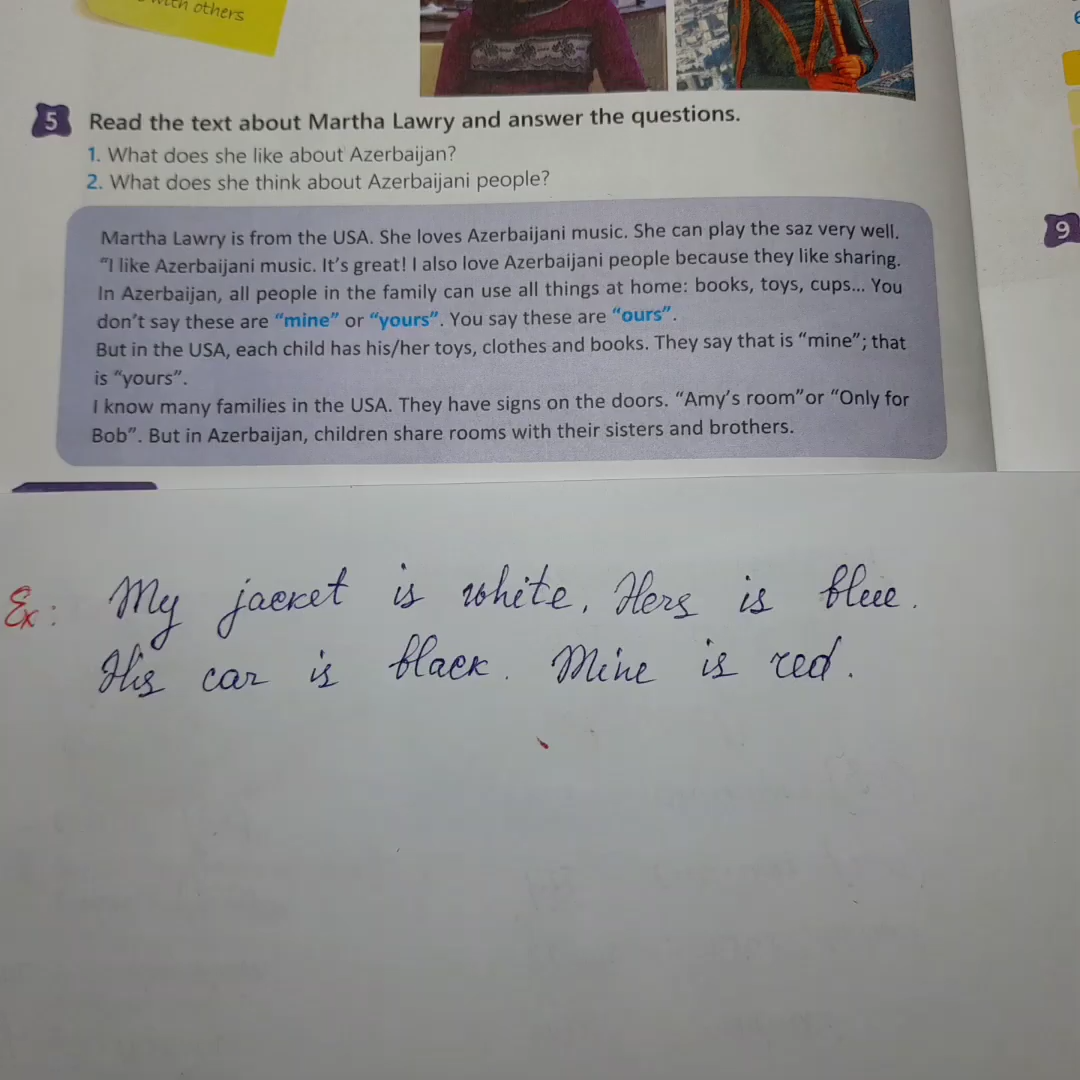 with others
5 Read the text about Martha Lawry and answer the questions.
1. What does she like about Azerbaijan?
2. What does she think about Azerbaijani people?
Martha Lawry is from the USA. She loves Azerbaijani music. She can play the saz very well.
“I like Azerbaijani music. It’s great! I also love Azerbaijani people because they like sharing.
In Azerbaijan, all people in the family can use all things at home: books, toys, cups... You
don’t say these are “mine” or “yours”. You say these are “ours”.
But in the USA, each child has his/her toys, clothes and books. They say that is “mine”; that
is “yours”.
I know many families in the USA. They have signs on the doors. “Amy’s room”or “Only for
Bob”. But in Azerbaijan, children share rooms with their sisters and brothers.
9
Ex: My jacket is white. Hers is blue.
His car is black. Mine is red.